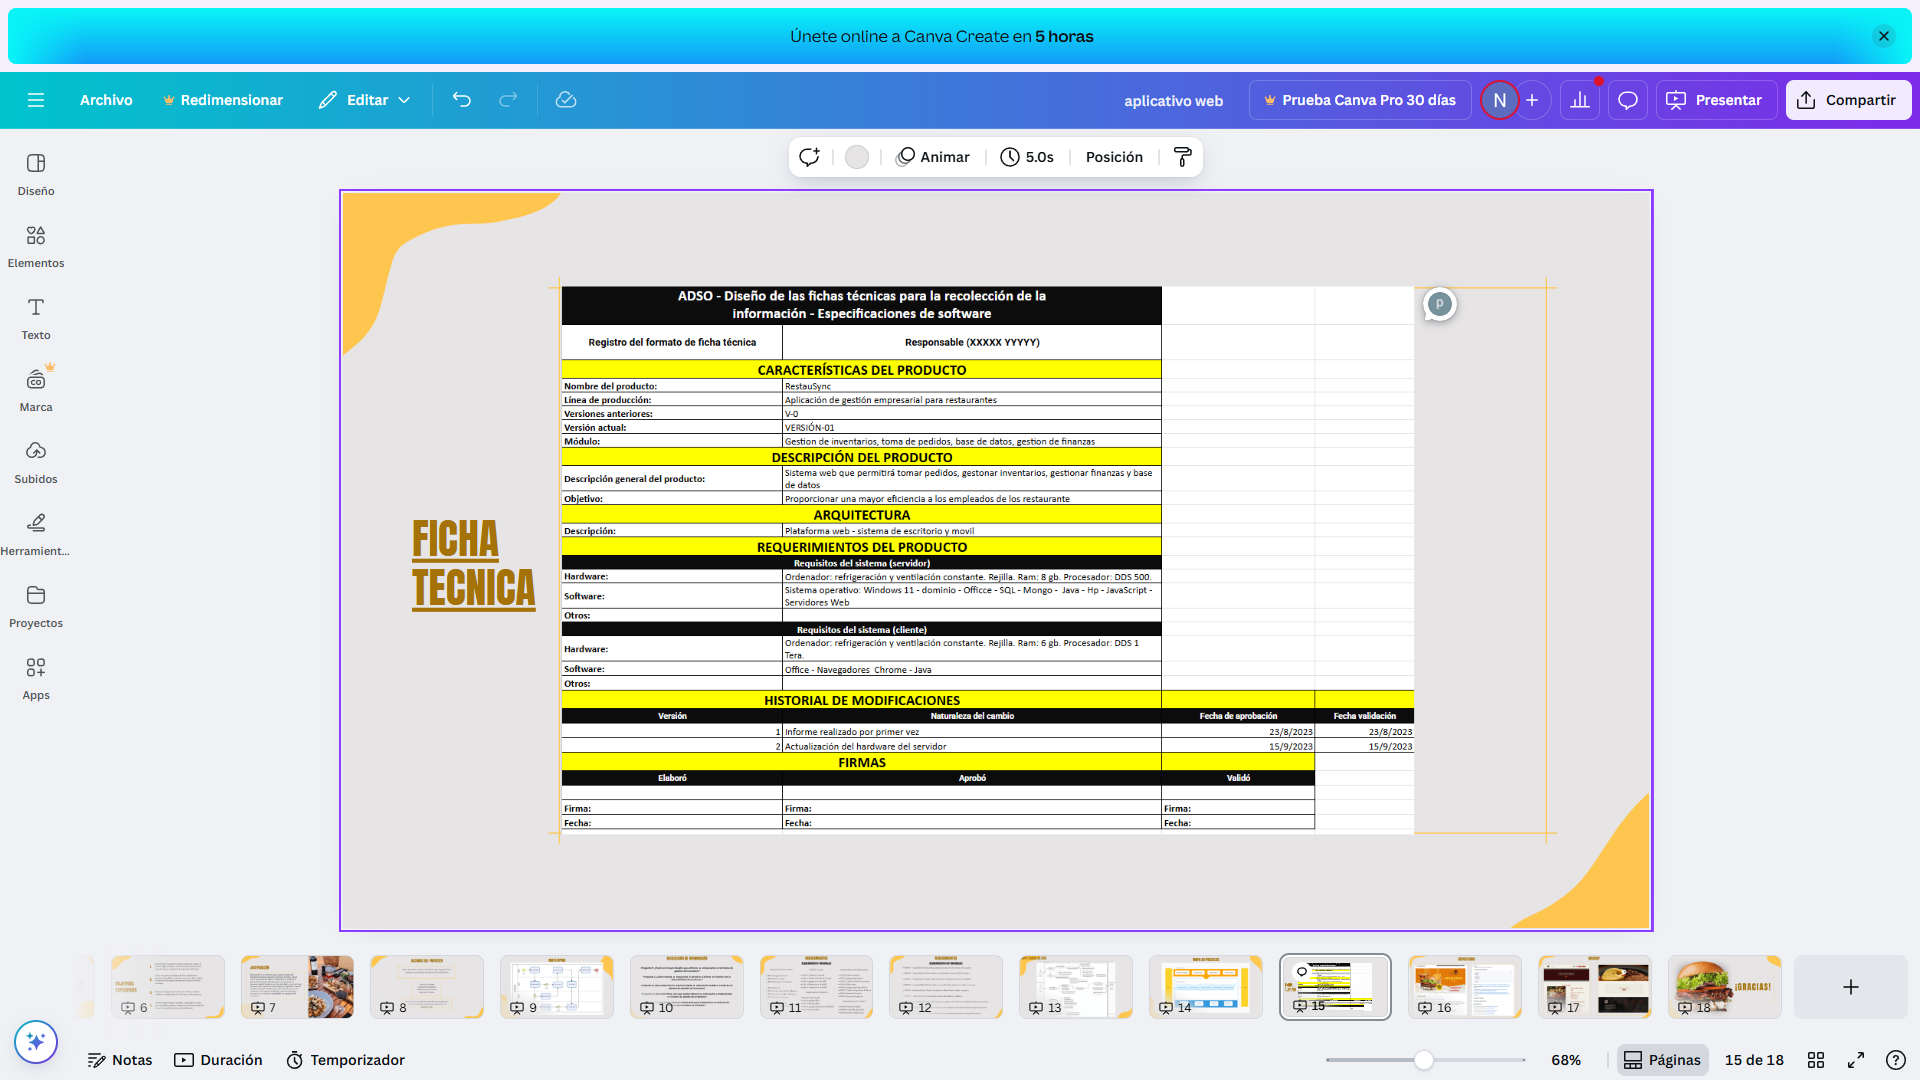 Únete online a Canva Create en 5 horas
Archivo
Redimensionar
Editar
aplicativo web
Prueba Canva Pro 30 días
N
Presentar
Compartir
Animar
5.0s
Posición
Diseño
Elementos
Texto
Marca
Subidos
Herramient...
Proyectos
Apps
FICHA
TECNICA
ADSO - Diseño de las fichas técnicas para la recolección de la
información - Especificaciones de software
Registro del formato de ficha técnica Responsable (XXXXX YYYYY)
P
CARACTERÍSTICAS DEL PRODUCTO
Nombre del producto: RestauSync
Línea de producción: Aplicación de gestión empresarial para restaurantes
Versiones anteriores: V-0
Versión actual: VERSIÓN-01
Módulo: Gestion de inventarios, toma de pedidos, base de datos, gestion de finanzas
DESCRIPCIÓN DEL PRODUCTO
Descripción general del producto: Sistema web que permitirá tomar pedidos, gestonar inventarios, gestionar finanzas y base
de datos
Objetivo: Proporcionar una mayor eficiencia a los empleados de los restaurante
ARQUITECTURA
Descripción: Plataforma web - sistema de escritorio y movil
REQUERIMIENTOS DEL PRODUCTO
Requisitos del sistema (servidor)
Hardware: Ordenador: refrigeración y ventilación constante. Rejilla. Ram: 8 gb. Procesador: DDS 500.
Software: Sistema operativo: Windows 11 - dominio - Officce - SQL - Mongo - Java - Hp - JavaScript -
Servidores Web
Otros:
Requisitos del sistema (cliente)
Hardware: Ordenador: refrigeración y ventilación constante. Rejilla. Ram: 6 gb. Procesador: DDS 1
Tera.
Software: Office - Navegadores Chrome - Java
Otros:
HISTORIAL DE MODIFICACIONES
Versión Naturaleza del cambio Fecha de aprobación Fecha validación
1 Informe realizado por primer vez 23/8/2023 23/8/2023
2 Actualización del hardware del servidor 15/9/2023 15/9/2023
FIRMAS
Elaboró Aprobó Validó
Firma: Firma: Firma:
Fecha: Fecha: Fecha:
6
7
8
9
10
11
12
13
14
15
16
17
¡GRACIAS!
18
Notas
Duración
Temporizador
68%
Páginas
15 de 18